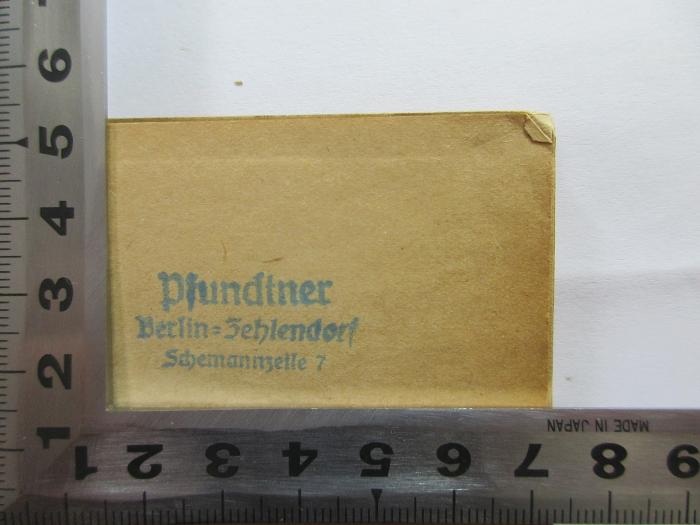 Pfundtner
Berlin=Zehlendorf
Schemannzeile 7
6
5
4
3
2
1
1 2 3 4 5 6 7 8 9
MADE IN JAPAN